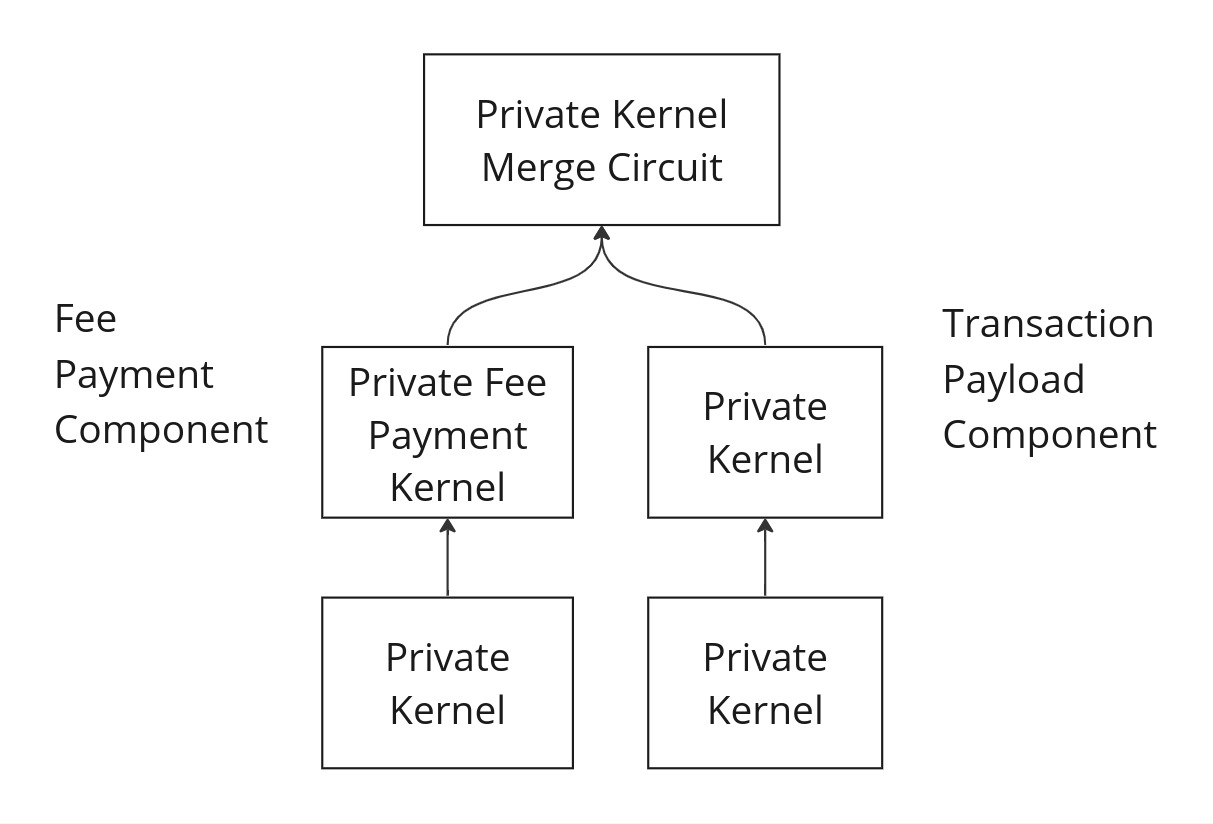 Private Kernel
Merge Circuit
Fee
Payment
Component
Private Fee
Payment
Kernel
Private
Kernel
Transaction
Payload
Component
Private
Kernel
Private
Kernel